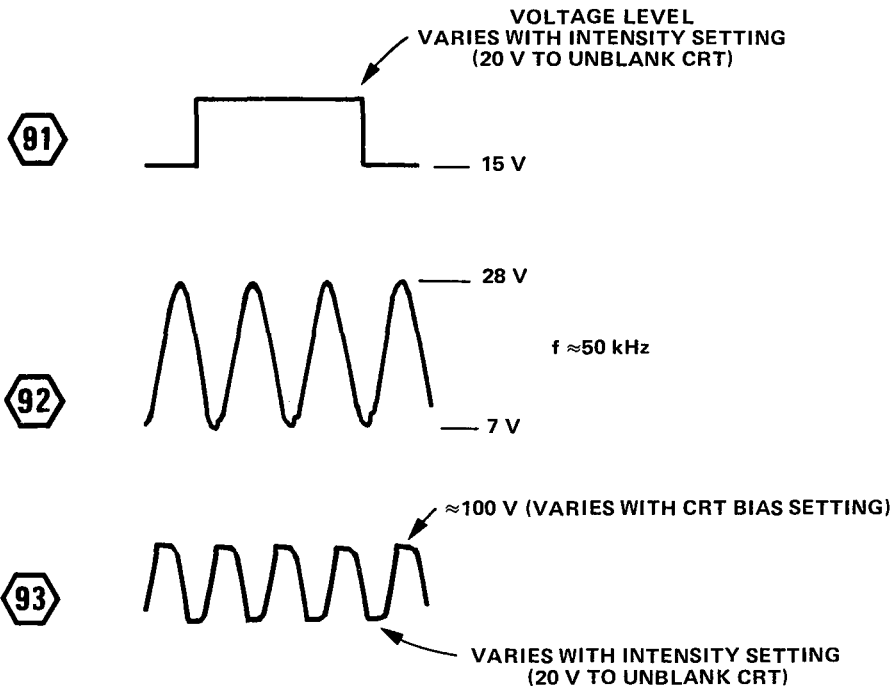 VOLTAGE LEVEL
VARIES WITH INTENSITY SETTING
(20 V TO UNBLANK CRT)
91
15 V
28 V
f ≈50 kHz
92
7 V
≈100 V (VARIES WITH CRT BIAS SETTING)
93
VARIES WITH INTENSITY SETTING
(20 V TO UNBLANK CRT)